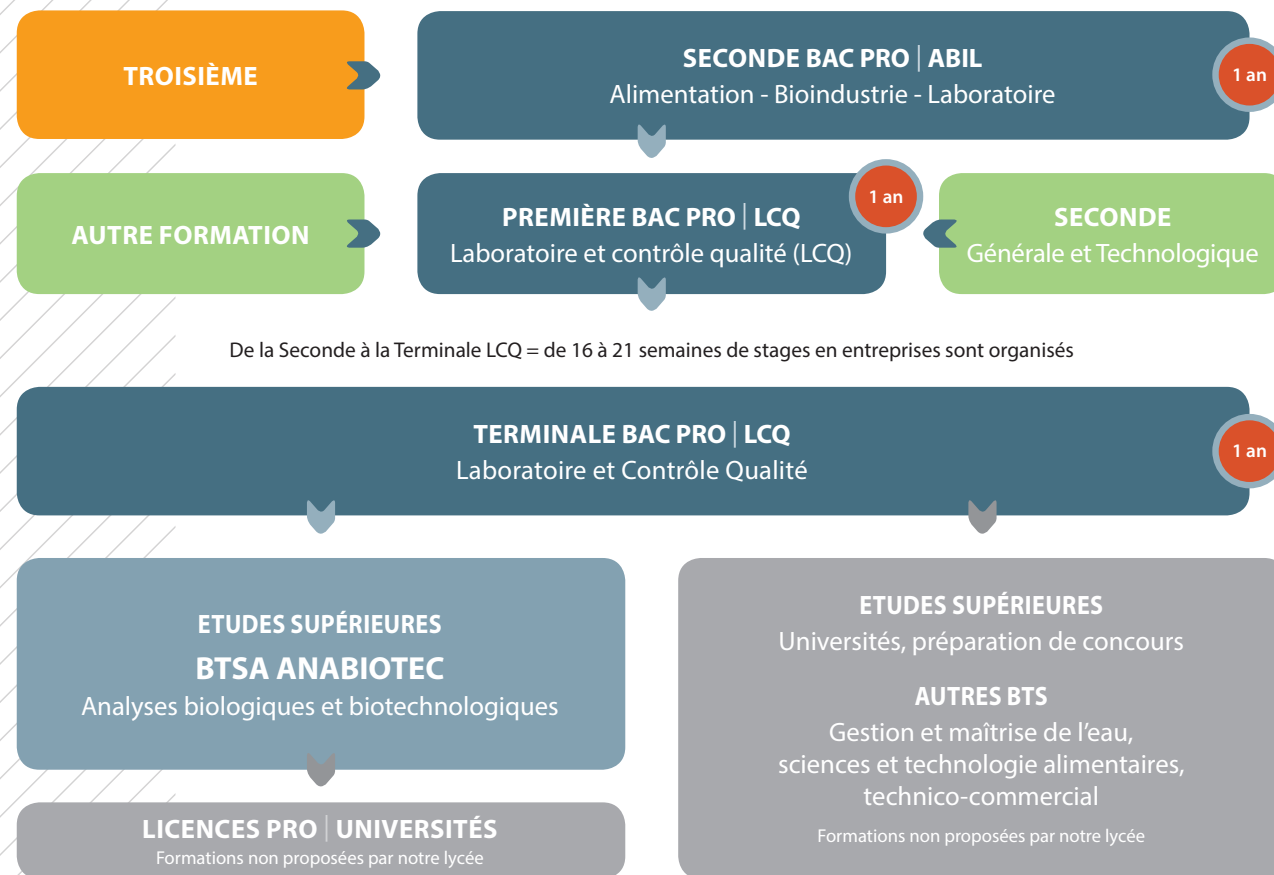 TROISIÈME
SECONDE BAC PRO | ABIL
Alimentation - Bioindustrie - Laboratoire
1 an
AUTRE FORMATION
PREMIÈRE BAC PRO | LCQ
Laboratoire et contrôle qualité (LCQ)
1 an
SECONDE
Générale et Technologique
De la Seconde à la Terminale LCQ = de 16 à 21 semaines de stages en entreprises sont organisés
TERMINALE BAC PRO | LCQ
Laboratoire et Contrôle Qualité
1 an
ETUDES SUPÉRIEURES
BTSA ANABIOTEC
Analyses biologiques et biotechnologiques
LICENCES PRO | UNIVERSITÉS
Formations non proposées par notre lycée
ETUDES SUPÉRIEURES
Universités, préparation de concours
AUTRES BTS
Gestion et maîtrise de l'eau,
sciences et technologie alimentaires,
technico-commercial
Formations non proposées par notre lycée